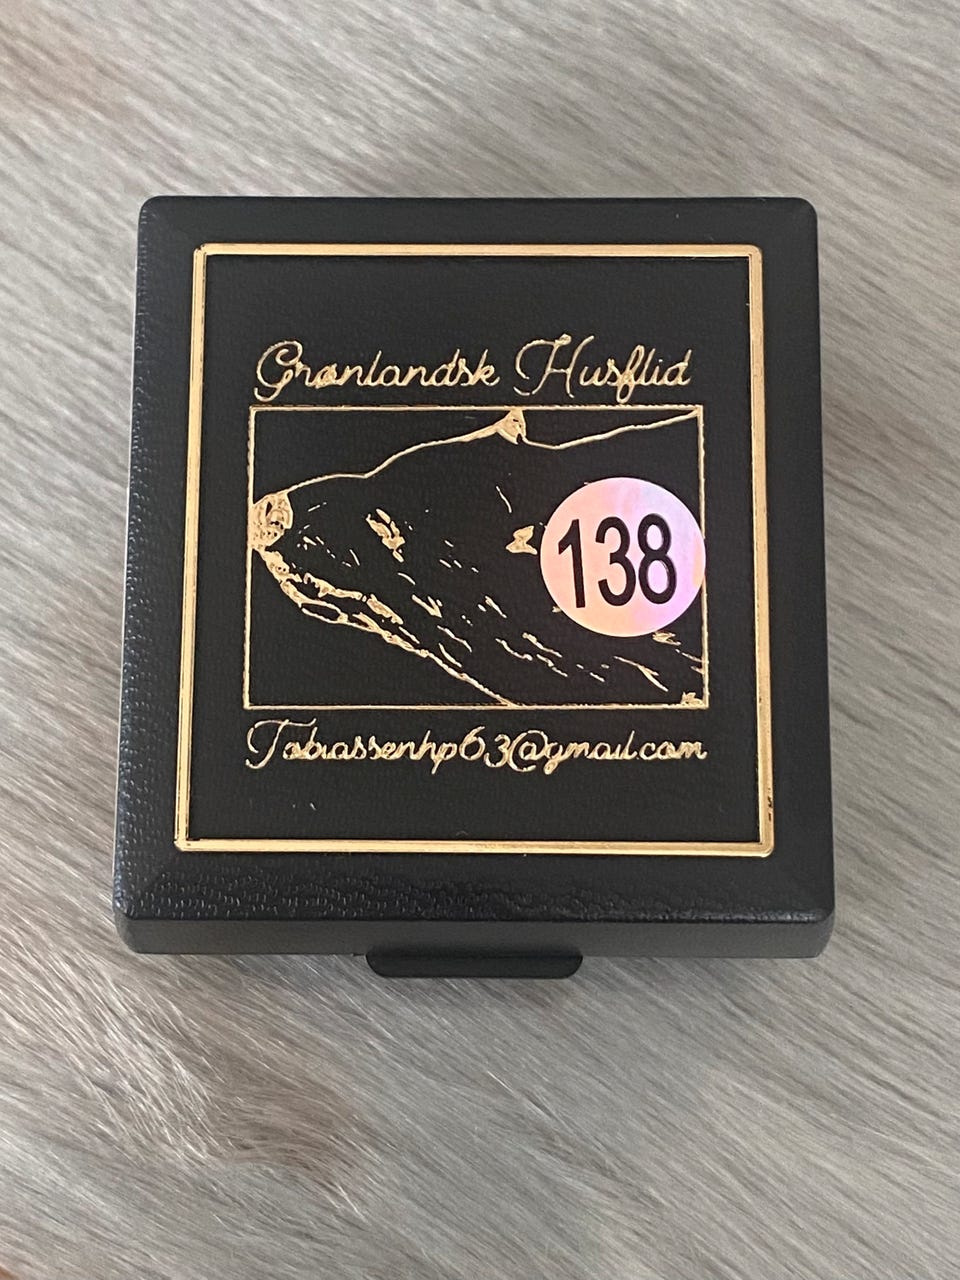 Grønlandsk Husflid
138
Tobiassenhp63@gmail.com